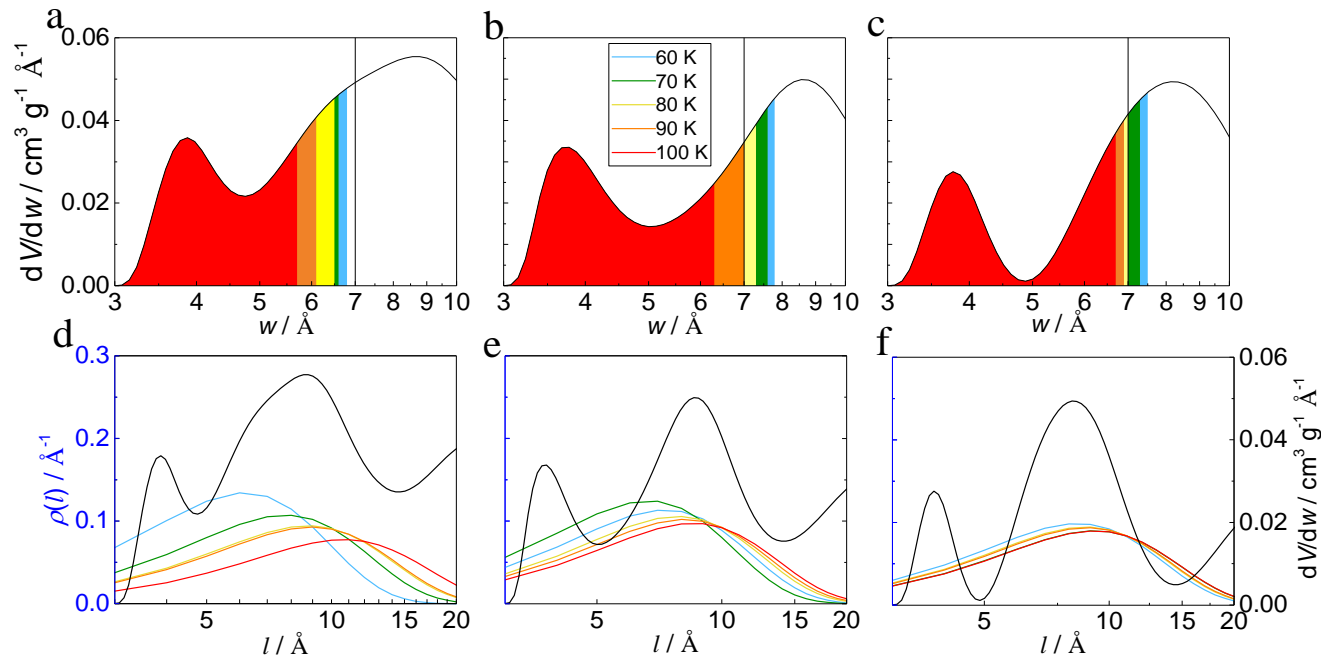 a
b
c
dV/dw / cm³ g⁻¹ Å⁻¹
0.06
0.04
0.02
0.00
60 K
70 K
80 K
90 K
100 K
3 4 5 6 7 8 9 10
3 4 5 6 7 8 9 10
3 4 5 6 7 8 9 10
w / Å
w / Å
w / Å
d
e
f
ρ(l) / Å⁻¹
0.3
0.2
0.1
0.0
0.06
0.04
0.02
0.00
dV/dw / cm³ g⁻¹ Å⁻¹
5 10 15 20
5 10 15 20
5 10 15 20
l / Å
l / Å
l / Å